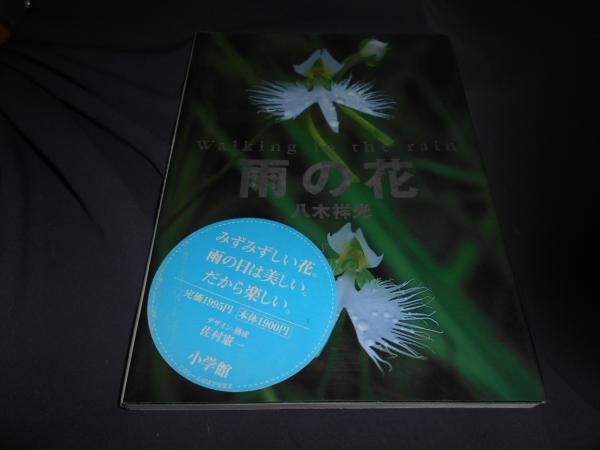 Walking in the rain
雨の花
八木祥光
みずみずしい花。
雨の日は美しい。
だから楽しい。
定価1995円 本体1900円
デザイン・構成
佐村憲一
小学館